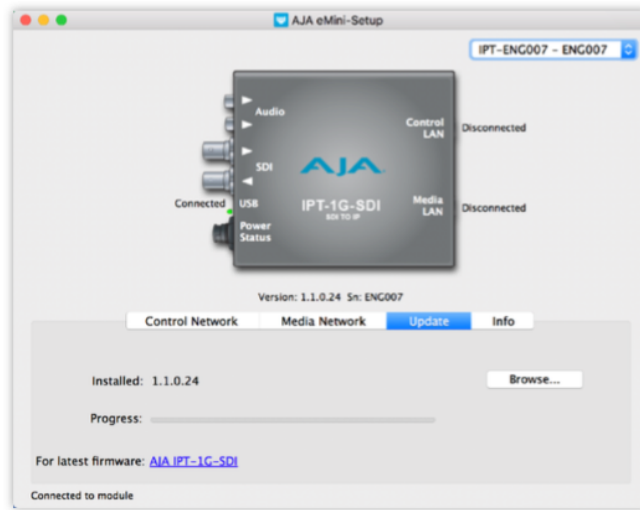 AJA eMini-Setup
IPT-ENG007 - ENG007
Audio
Control
LAN
Disconnected
SDI
AJA
Connected
USB
IPT-1G-SDI
SDI TO IP
Media
LAN
Disconnected
Power
Status
Version: 1.1.0.24 Sn: ENG007
Control Network Media Network Update Info
Installed: 1.1.0.24 Browse...
Progress:
For latest firmware: AJA IPT-1G-SDI
Connected to module